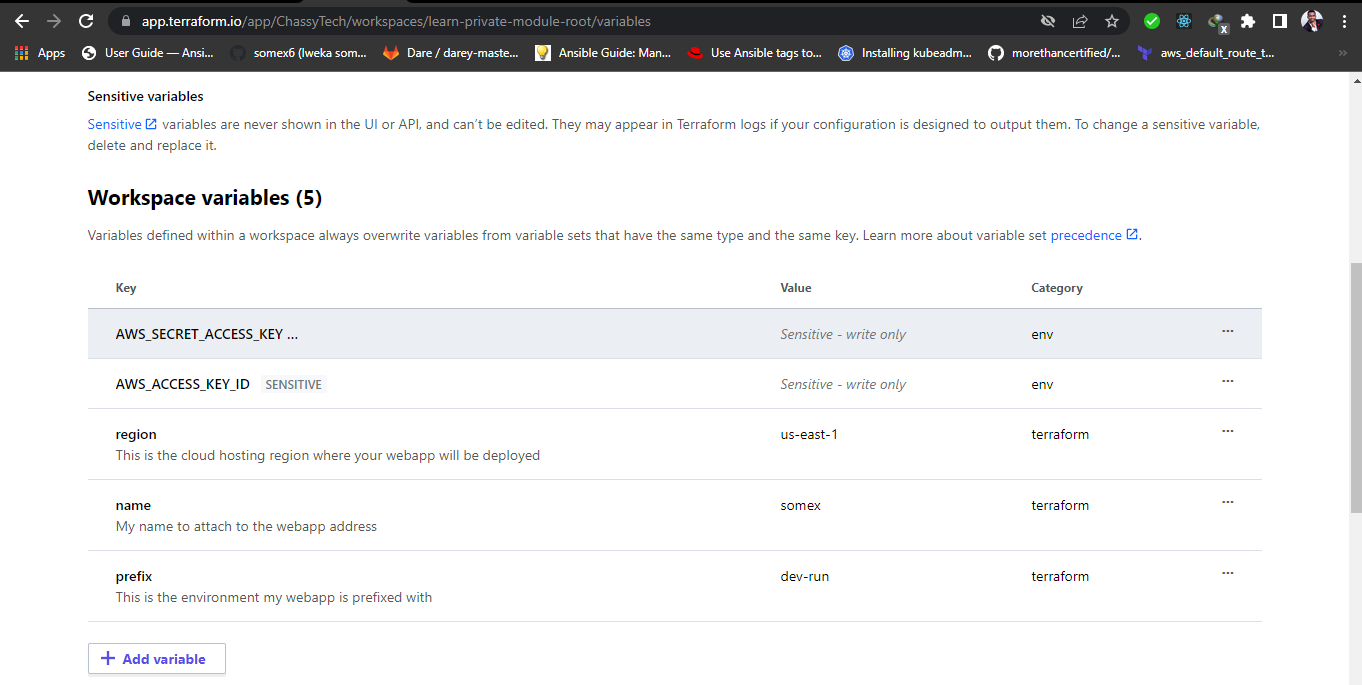 app.terraform.io/app/ChassyTech/workspaces/learn-private-module-root/variables
Apps User Guide — Ansi... somex6 (Iweka som... Dare / darey-maste... Ansible Guide: Man... Use Ansible tags to... Installing kubeadm... morethancertified/... aws_default_route_t... »
Sensitive variables
Sensitive variables are never shown in the UI or API, and can’t be edited. They may appear in Terraform logs if your configuration is designed to output them. To change a sensitive variable,
delete and replace it.
Workspace variables (5)
Variables defined within a workspace always overwrite variables from variable sets that have the same type and the same key. Learn more about variable set precedence.
Key Value Category
AWS_SECRET_ACCESS_KEY ... Sensitive - write only env ...
AWS_ACCESS_KEY_ID SENSITIVE Sensitive - write only env ...
region us-east-1 terraform ...
This is the cloud hosting region where your webapp will be deployed
name somex terraform ...
My name to attach to the webapp address
prefix dev-run terraform ...
This is the environment my webapp is prefixed with
+ Add variable